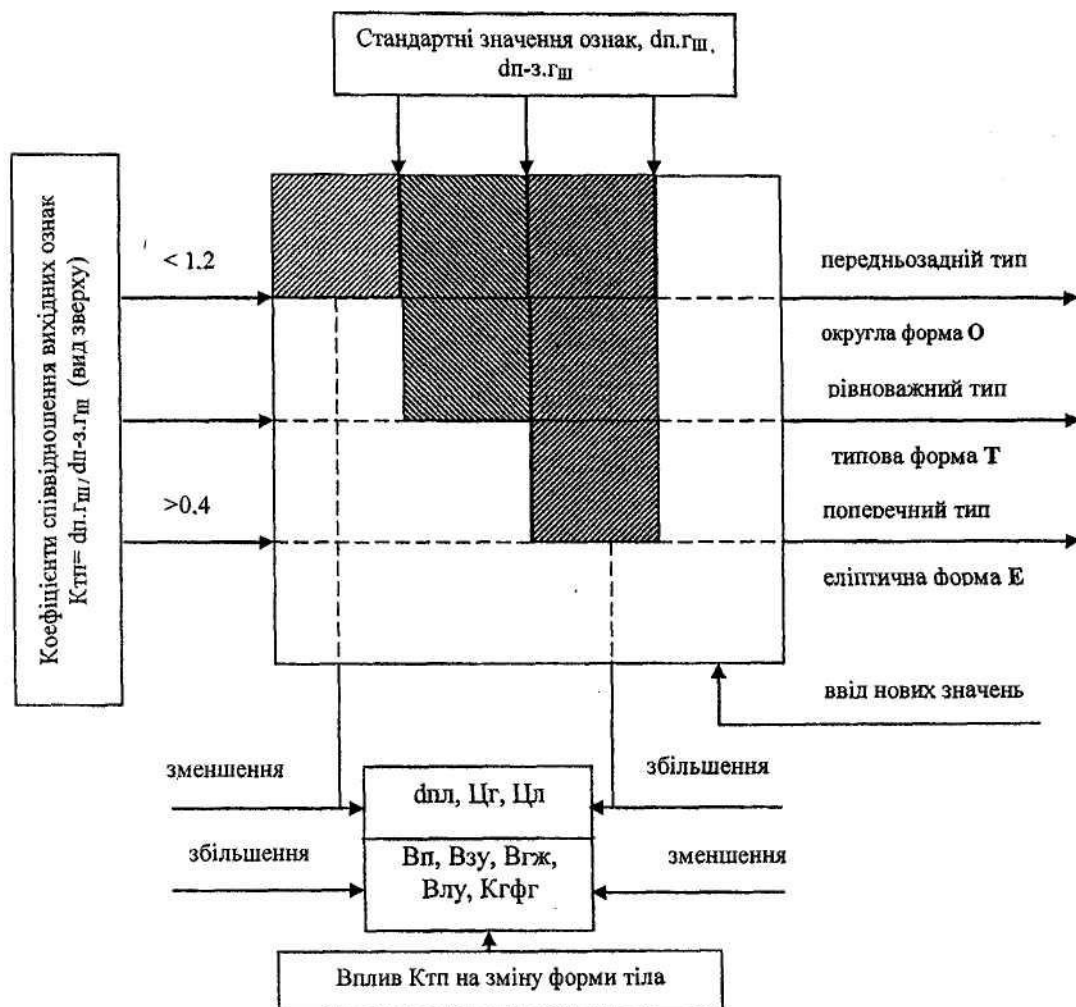 Стандартні значення ознак, dп.гш,
dп-з.гш
Коефіцієнти співвідношення вихідних ознак
Ктп= dп.гш/ dп-з.гш (вид зверху)
< 1.2
>0.4
передньозадній тип
округла форма О
рівноважний тип
типова форма Т
поперечний тип
еліптична форма Е
ввід нових значень
зменшення
збільшення
dпл, Цг, Цл
збільшення
зменшення
Вп, Взу, Вгж,
Влу, Кгфг
Вплив Ктп на зміну форми тіла